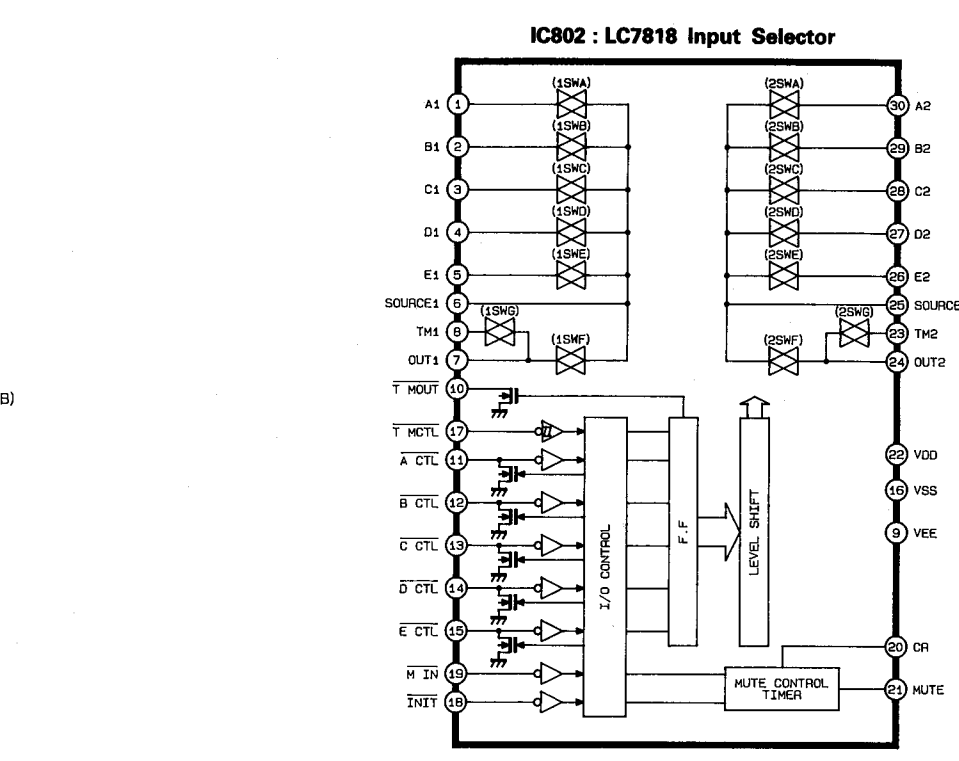 IC802 : LC7818 Input Selector
(1SWA) (2SWA)
A1 1 30 A2
(1SWB) (2SWB)
B1 2 29 B2
(1SWC) (2SWC)
C1 3 28 C2
(1SWD) (2SWD)
D1 4 27 D2
(1SWE) (2SWE)
E1 5 26 E2
SOURCE1 6 25 SOURCE
(1SWG) (2SWG)
TM1 8 23 TM2
(1SWF) (2SWF)
OUT1 7 24 OUT2
T MOUT 10
B)
T MCTL 17
A CTL 11
22 VDD
B CTL 12
16 VSS
C CTL 13
9 VEE
D CTL 14
E CTL 15
I/O CONTROL
F.F
LEVEL SHIFT
20 CR
M IN 19
MUTE CONTROL
TIMER
21 MUTE
INIT 18